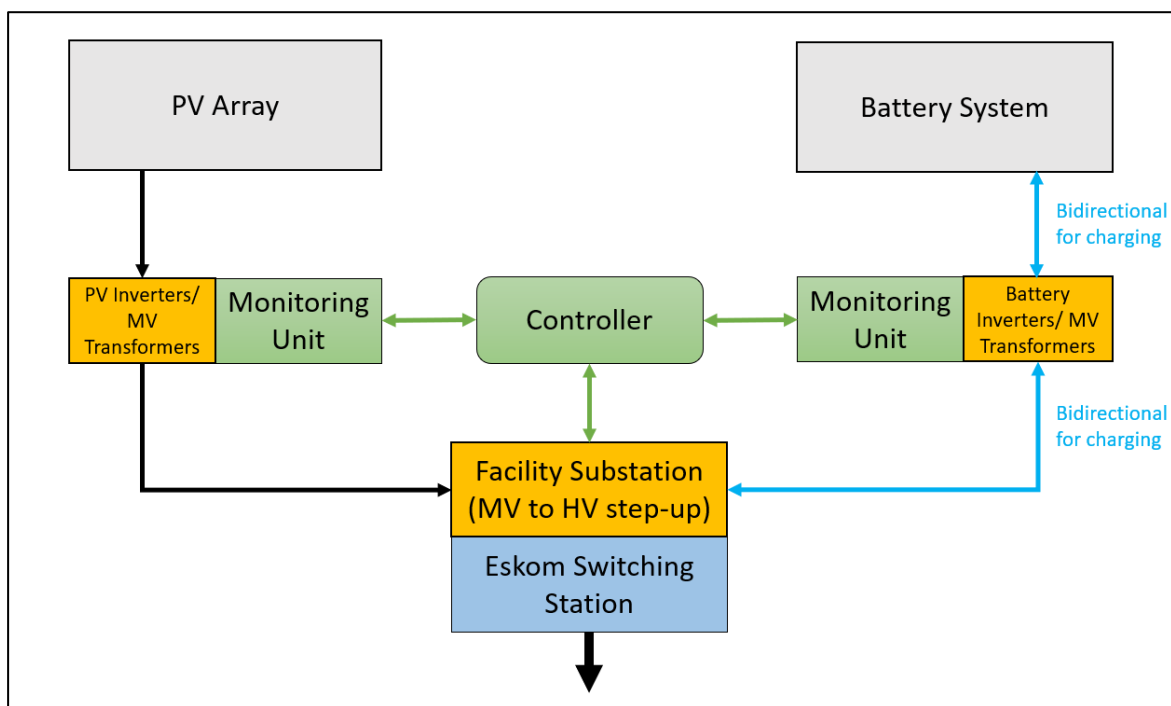 PV Array
Battery System
Bidirectional
for charging
PV Inverters/
MV
Transformers
Monitoring
Unit
Controller
Monitoring
Unit
Battery
Inverters/ MV
Transformers
Bidirectional
for charging
Facility Substation
(MV to HV step-up)
Eskom Switching
Station